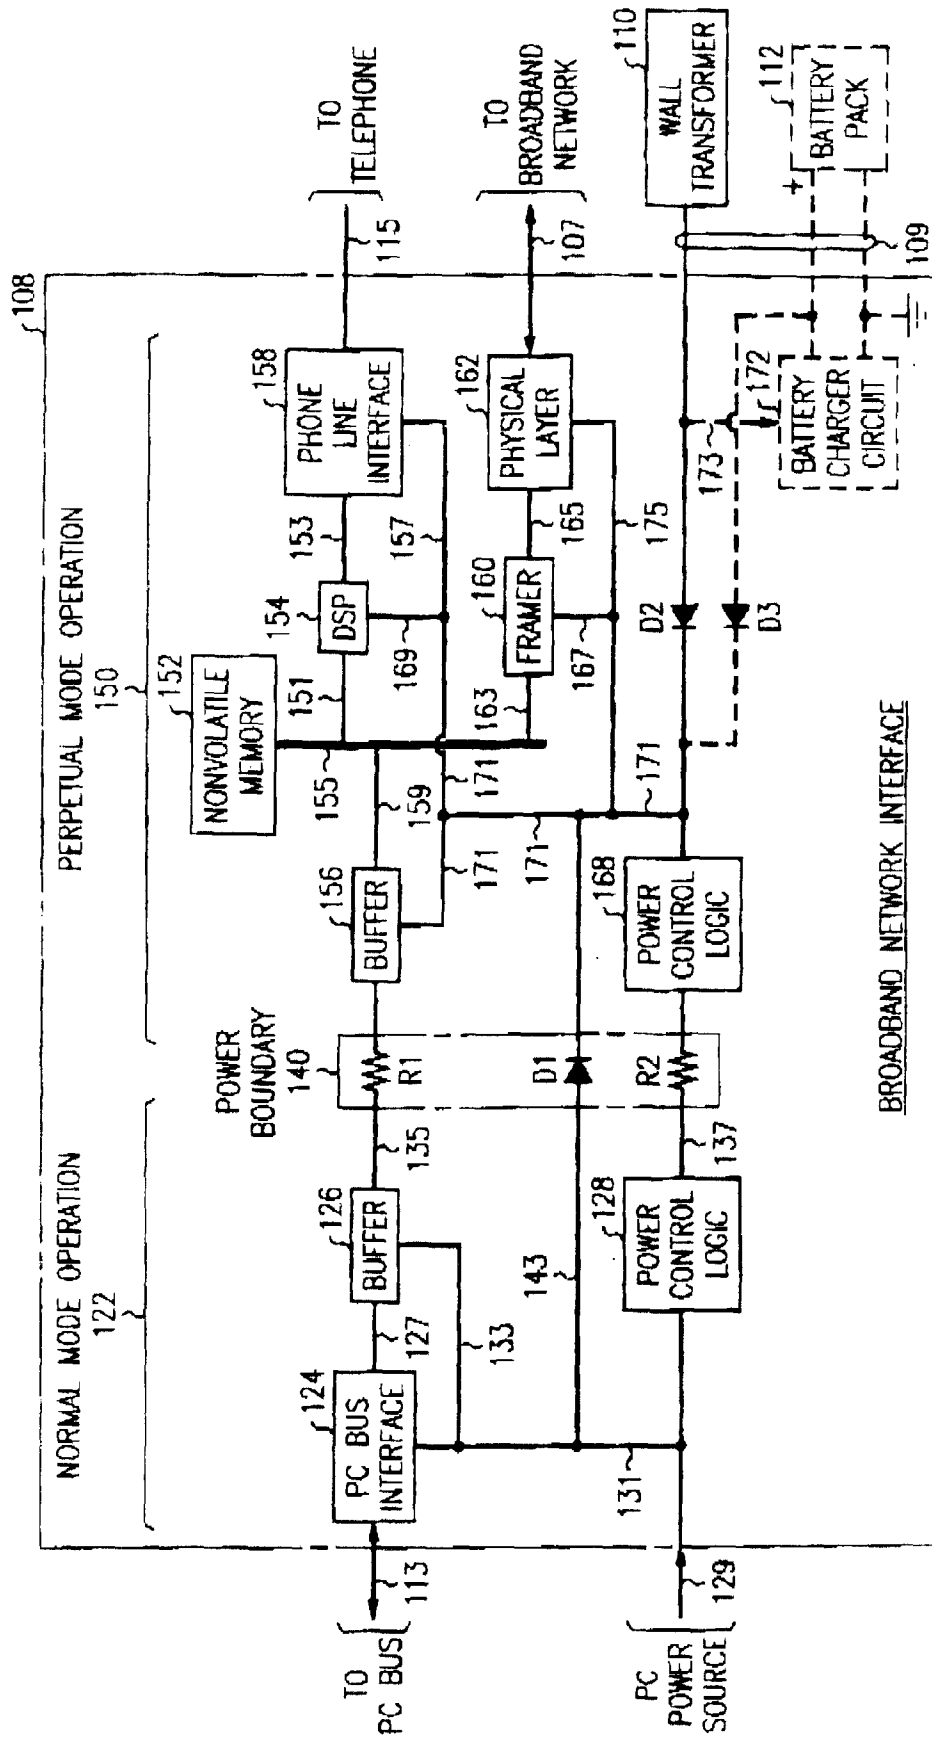 108
NORMAL MODE OPERATION
122
PERPETUAL MODE OPERATION
150
POWER
BOUNDARY
140
NONVOLATILE
MEMORY
152
TO
PC BUS
113
PC BUS
INTERFACE
124
127
BUFFER
126
133
135
R1
BUFFER
156
159
155
171
171
151
DSP
154
169
153
157
PHONE
LINE
INTERFACE
158
115
TO
TELEPHONE
163
FRAMER
160
167
165
PHYSICAL
LAYER
162
175
107
TO
BROADBAND
NETWORK
143
D1
171
171
131
PC
POWER
SOURCE
129
POWER
CONTROL
LOGIC
128
137
R2
POWER
CONTROL
LOGIC
168
D2
D3
173
BATTERY
CHARGER
CIRCUIT
172
WALL
TRANSFORMER
110
109
+
BATTERY
PACK
112
BROADBAND NETWORK INTERFACE